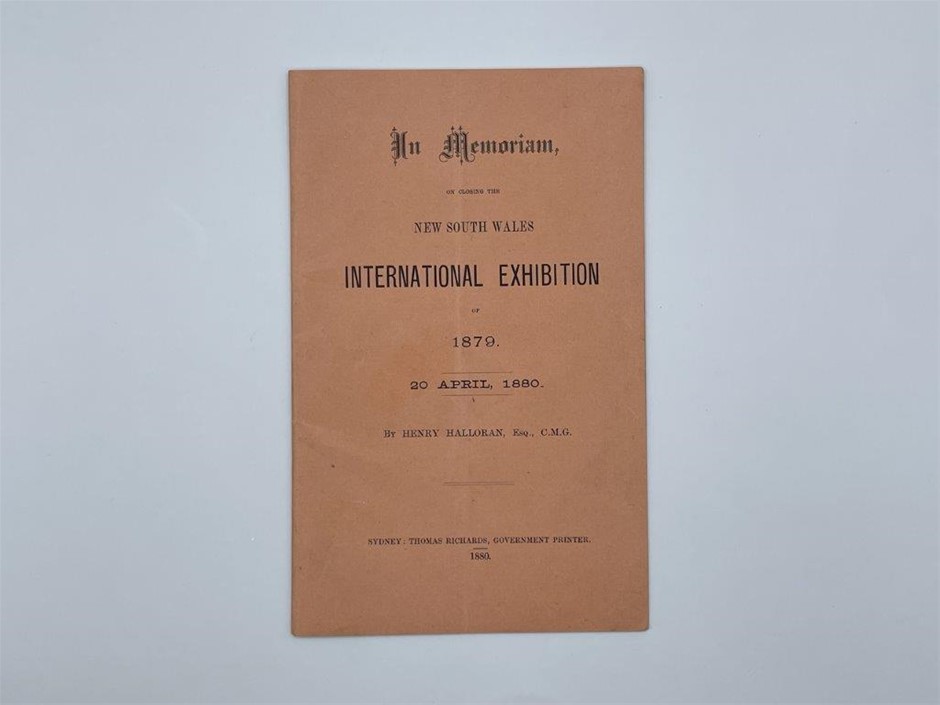 In Memoriam,
ON CLOSING THE
NEW SOUTH WALES
INTERNATIONAL EXHIBITION
OF
1879.
20 APRIL, 1880.
By HENRY HALLORAN, Esq., C.M.G.
SYDNEY: THOMAS RICHARDS, GOVERNMENT PRINTER.
1880.